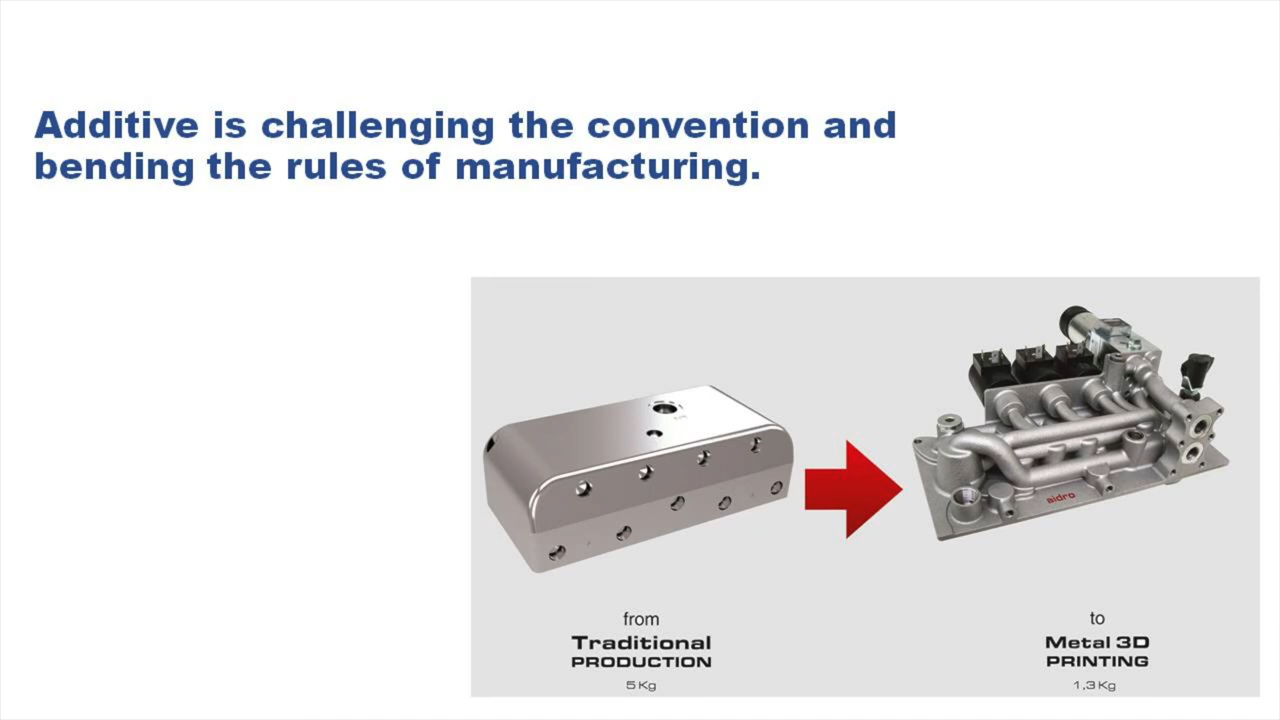 Additive is challenging the convention and
bending the rules of manufacturing.
aidro
from
Traditional
PRODUCTION
5 Kg
to
Metal 3D
PRINTING
1,3 Kg